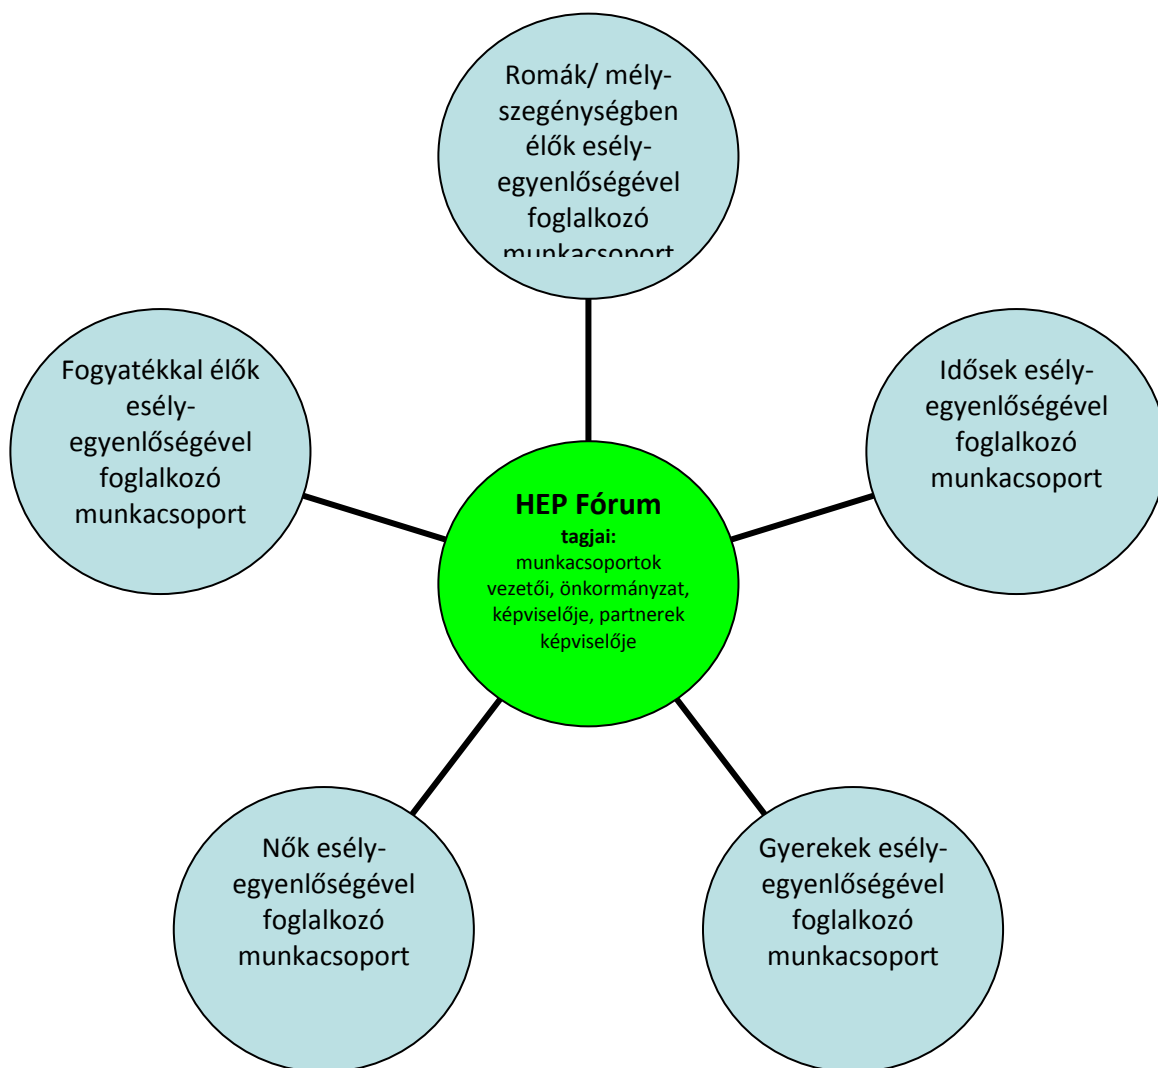 Romák/ mély-
szegénységben
élők esély-
egyenlőségével
foglalkozó
munkacsoport
Fogyatékkal élők
esély-
egyenlőségével
foglalkozó
munkacsoport
Idősek esély-
egyenlőségével
foglalkozó
munkacsoport
HEP Fórum
tagjai:
munkacsoportok
vezetői, önkormányzat,
képviselője, partnerek
képviselője
Nők esély-
egyenlőségével
foglalkozó
munkacsoport
Gyerekek esély-
egyenlőségével
foglalkozó
munkacsoport